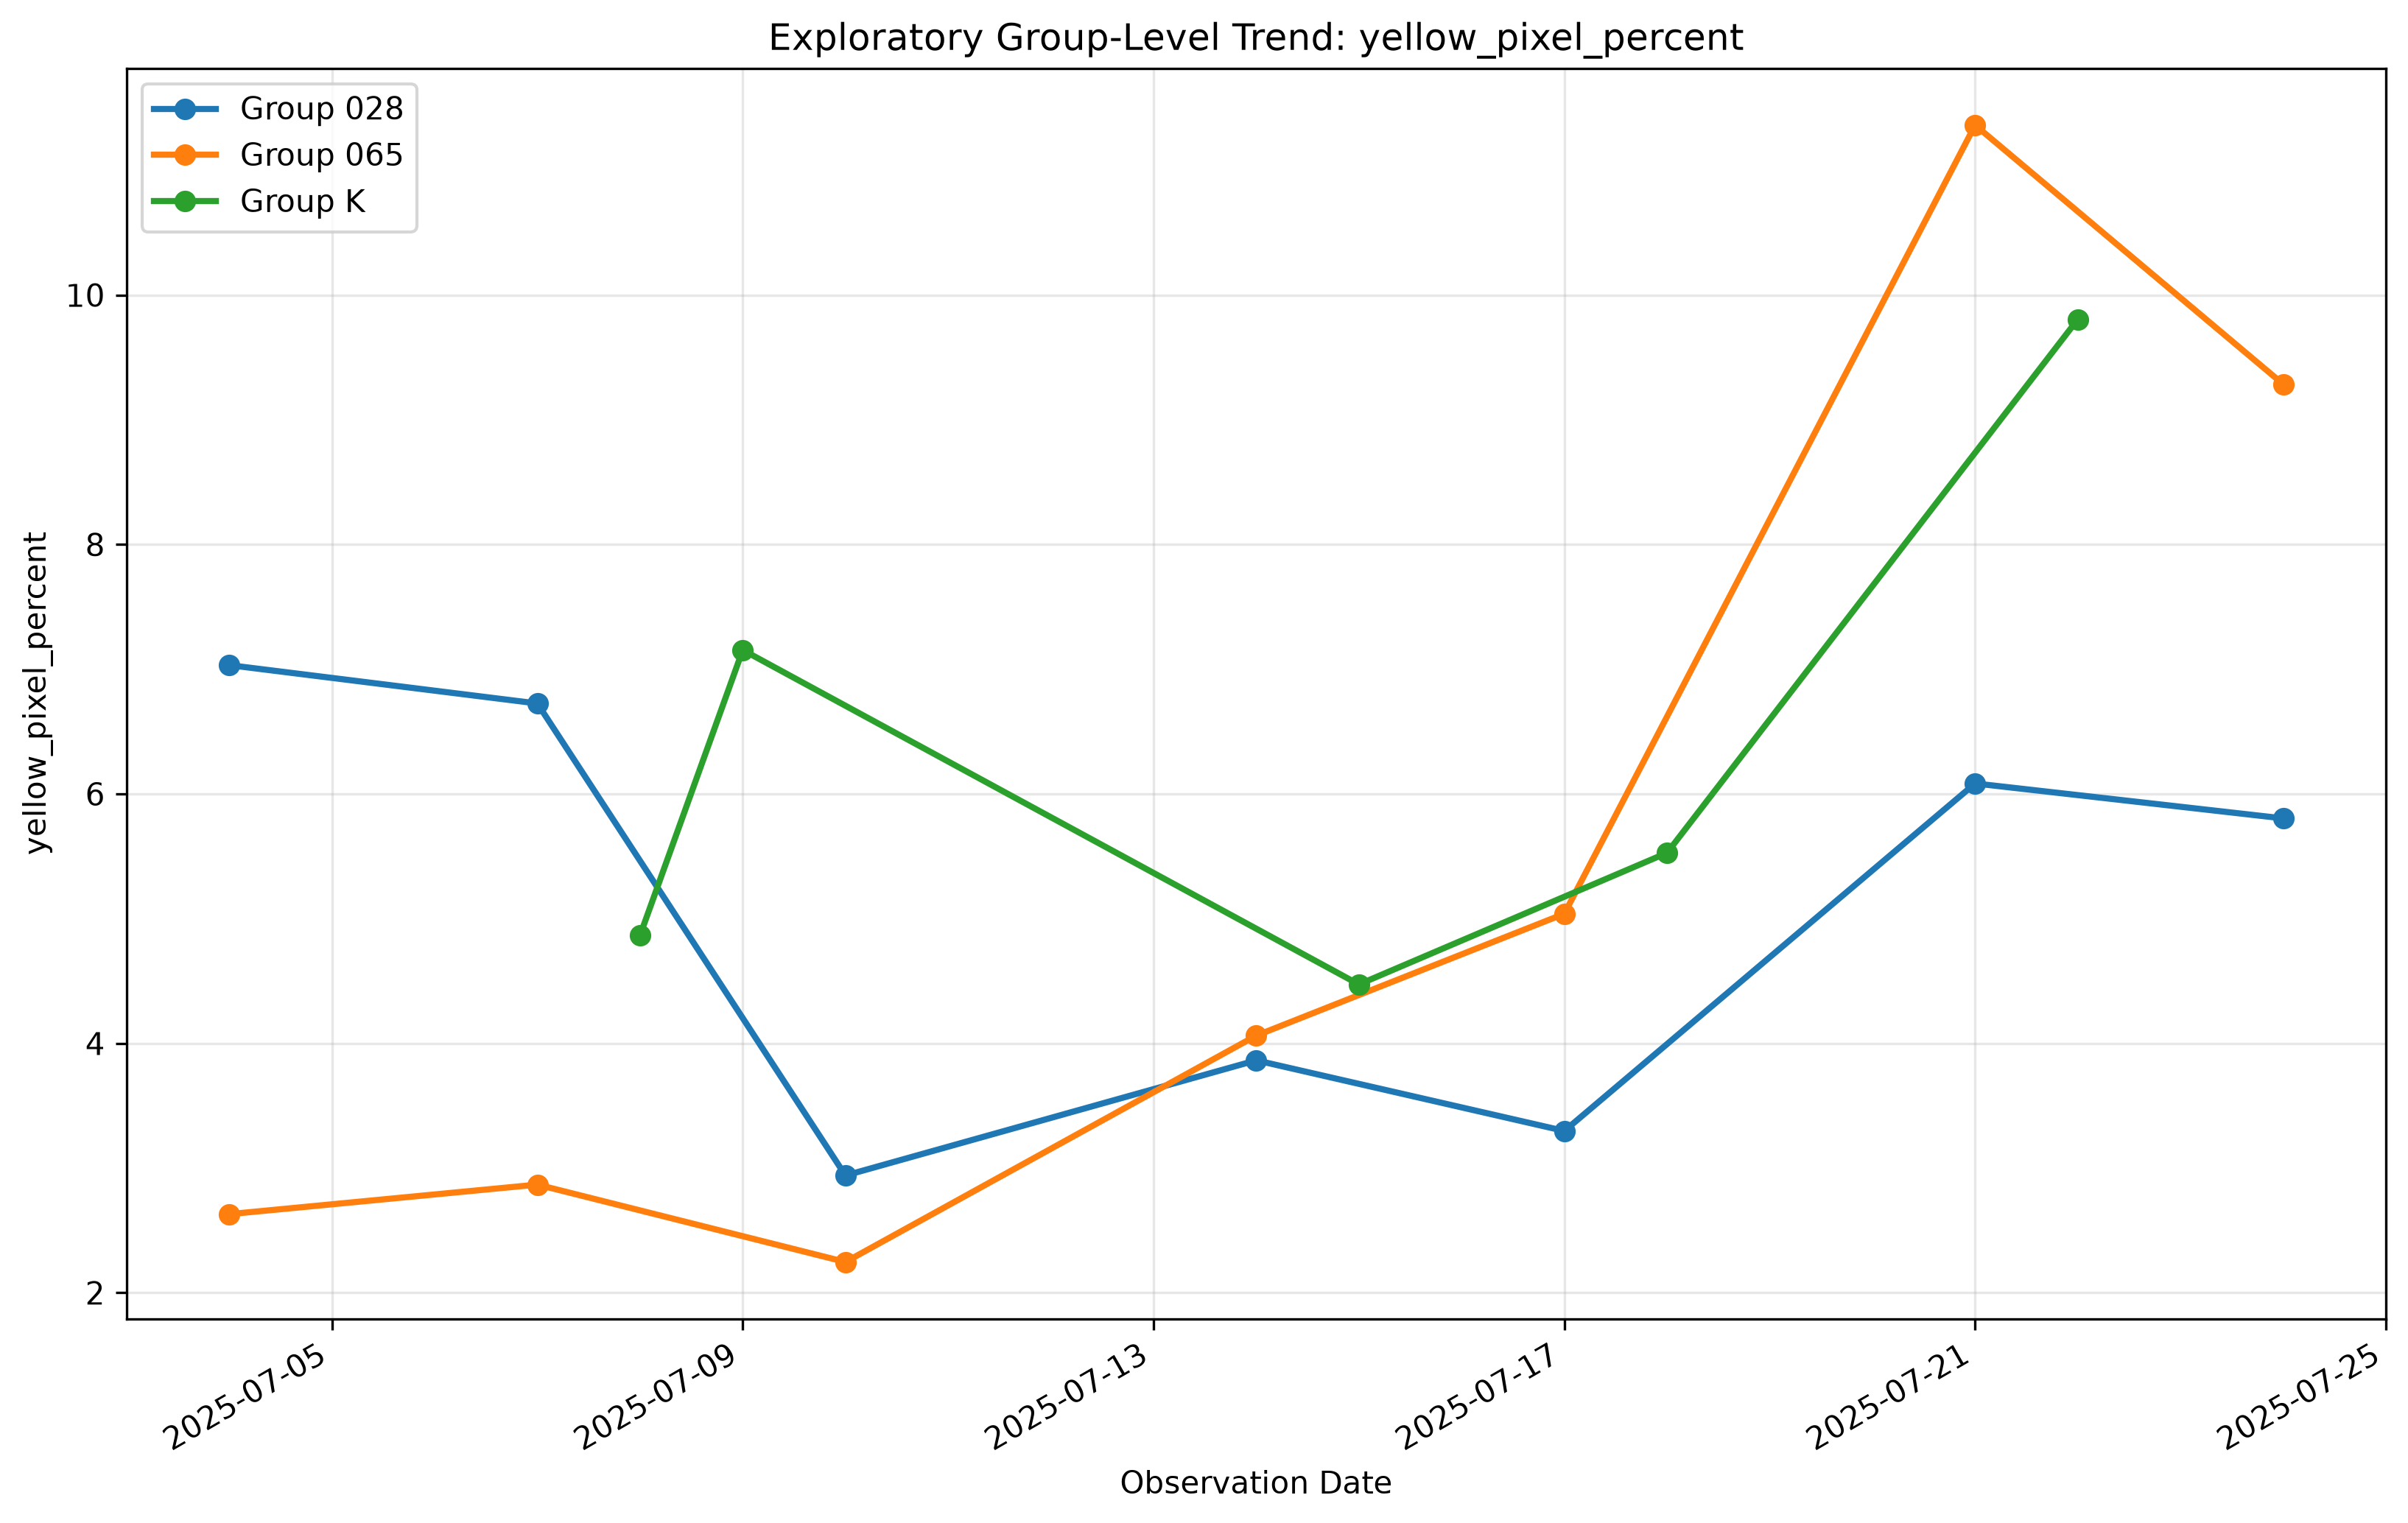 Exploratory Group-Level Trend: yellow_pixel_percent
Group 028
Group 065
Group K
yellow_pixel_percent
10
8
6
4
2
2025-07-05
2025-07-09
2025-07-13
2025-07-17
2025-07-21
2025-07-25
Observation Date